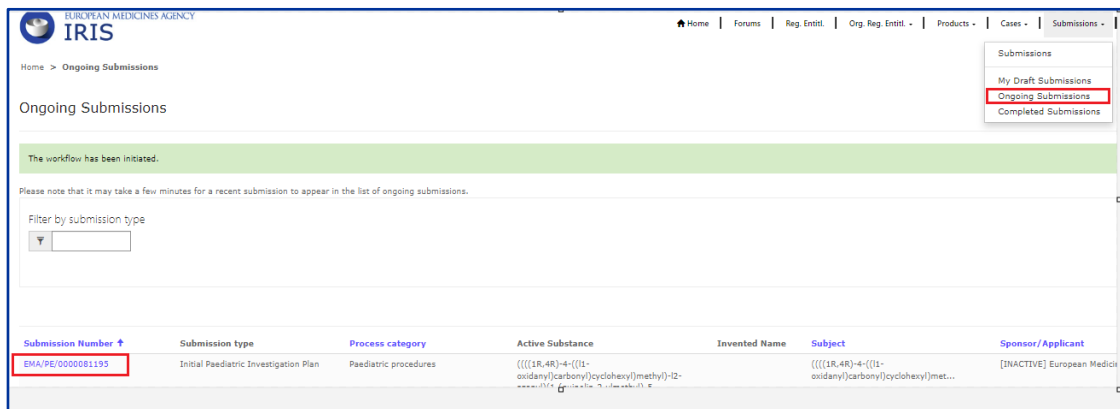 EUROPEAN MEDICINES AGENCY
IRIS
Home Forums Reg. Entitl. Org. Reg. Entitl. Products Cases Submissions
Submissions
My Draft Submissions
Ongoing Submissions
Completed Submissions
Home > Ongoing Submissions
Ongoing Submissions
The workflow has been initiated.
Please note that it may take a few minutes for a recent submission to appear in the list of ongoing submissions.
Filter by submission type
Submission Number Submission type Process category Active Substance Invented Name Subject Sponsor/Applicant
EMA/PE/0000081195 Initial Paediatric Investigation Plan Paediatric procedures ((((1R,4R)-4-((l1- ((((1R,4R)-4-((l1- [INACTIVE] European Medicin
oxidanyl)carbonyl)cyclohexyl)methyl)-l2- oxidanyl)carbonyl)cyclohexyl)met...